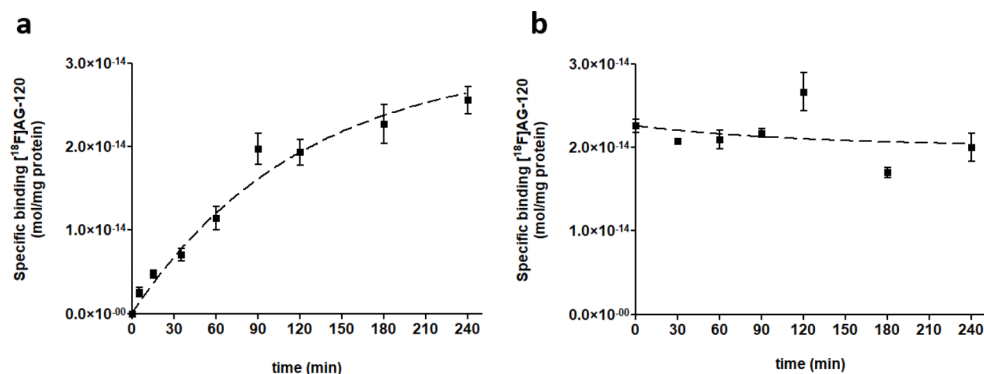 a
Specific binding [¹⁸F]AG-120
(mol/mg protein)
3.0×10⁻¹⁴
2.0×10⁻¹⁴
1.0×10⁻¹⁴
0.0×10⁻⁰⁰
0 30 60 90 120 150 180 210 240
time (min)
b
Specific binding [¹⁸F]AG-120
(mol/mg protein)
3.0×10⁻¹⁴
2.0×10⁻¹⁴
1.0×10⁻¹⁴
0.0×10⁻⁰⁰
0 30 60 90 120 150 180 210 240
time (min)